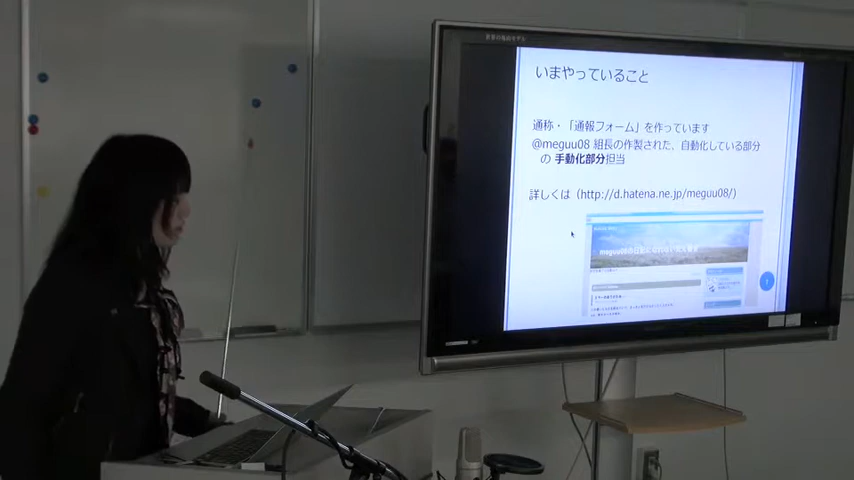 いまやっていること
通称・「通報フォーム」を作っています
@meguu08 組長の作製された、自動化している部分
の 手動化部分担当
詳しくは（http://d.hatena.ne.jp/meguu08/)
1